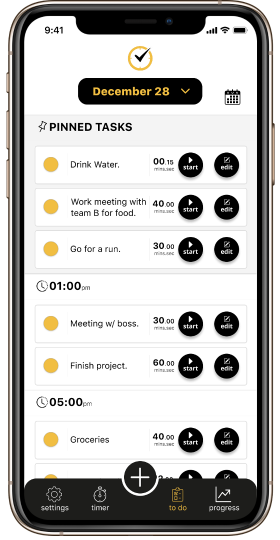 9:41
December 28
PINNED TASKS
Drink Water. 00.15 mins.sec start edit
Work meeting with
team B for food. 40.00 mins.sec start edit
Go for a run. 30.00 mins.sec start edit
01:00pm
Meeting w/ boss. 30.00 mins.sec start edit
Finish project. 60.00 mins.sec start edit
05:00pm
Groceries 40.00 mins.sec start edit
+
settings timer to do progress